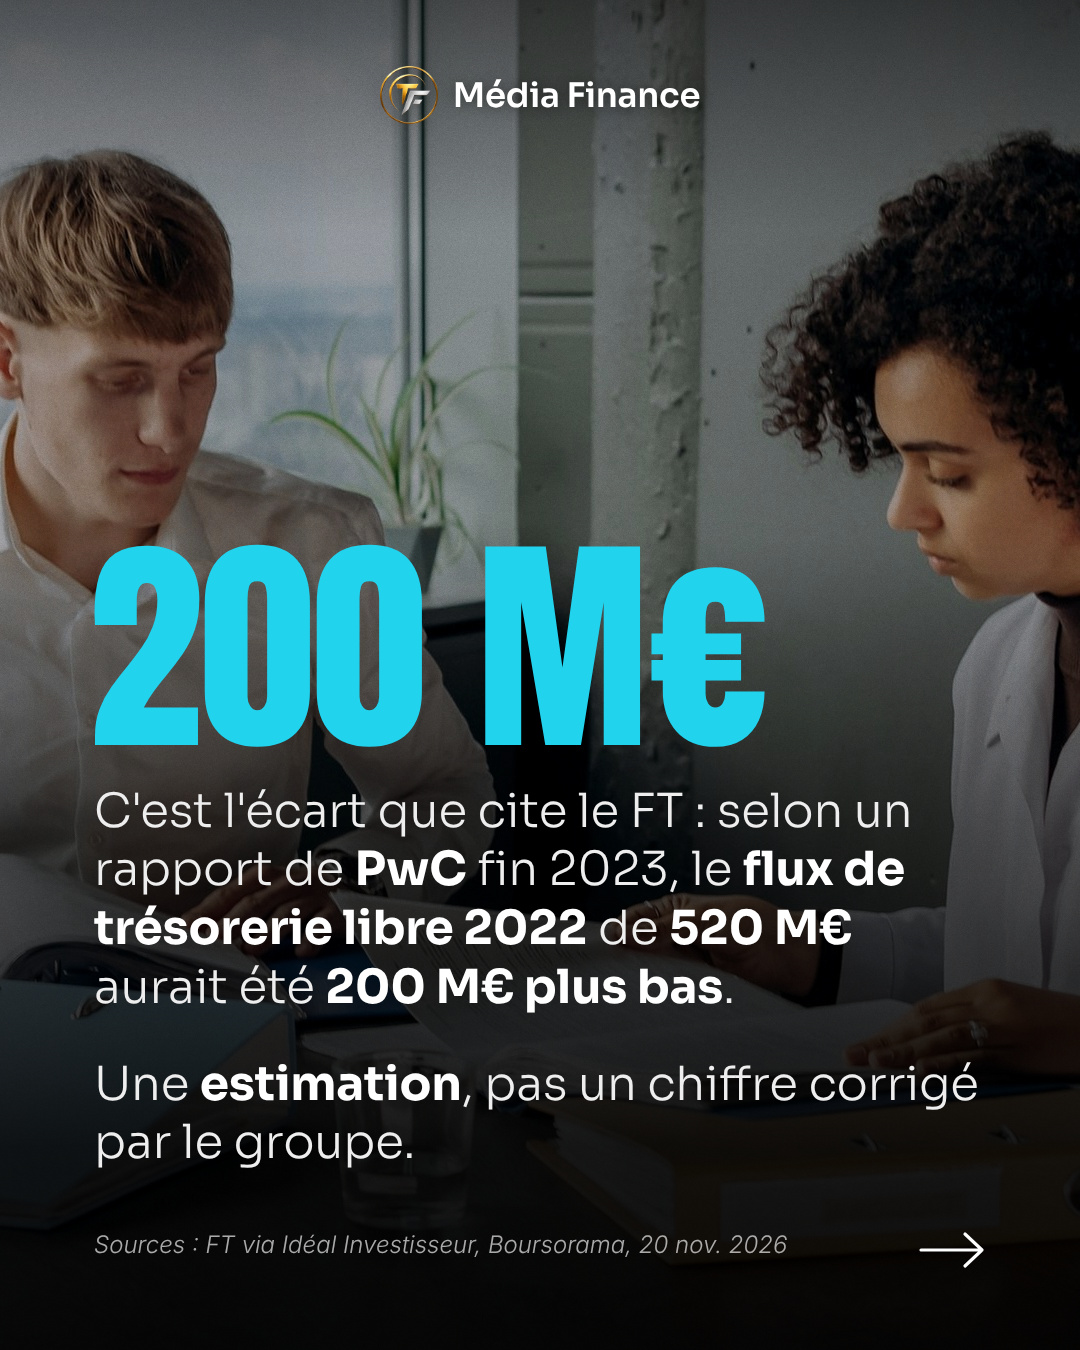 TF Média Finance
200 M€
C'est l'écart que cite le FT : selon un
rapport de PwC fin 2023, le flux de
trésorerie libre 2022 de 520 M€
aurait été 200 M€ plus bas.
Une estimation, pas un chiffre corrigé
par le groupe.
Sources : FT via Idéal Investisseur, Boursorama, 20 nov. 2026